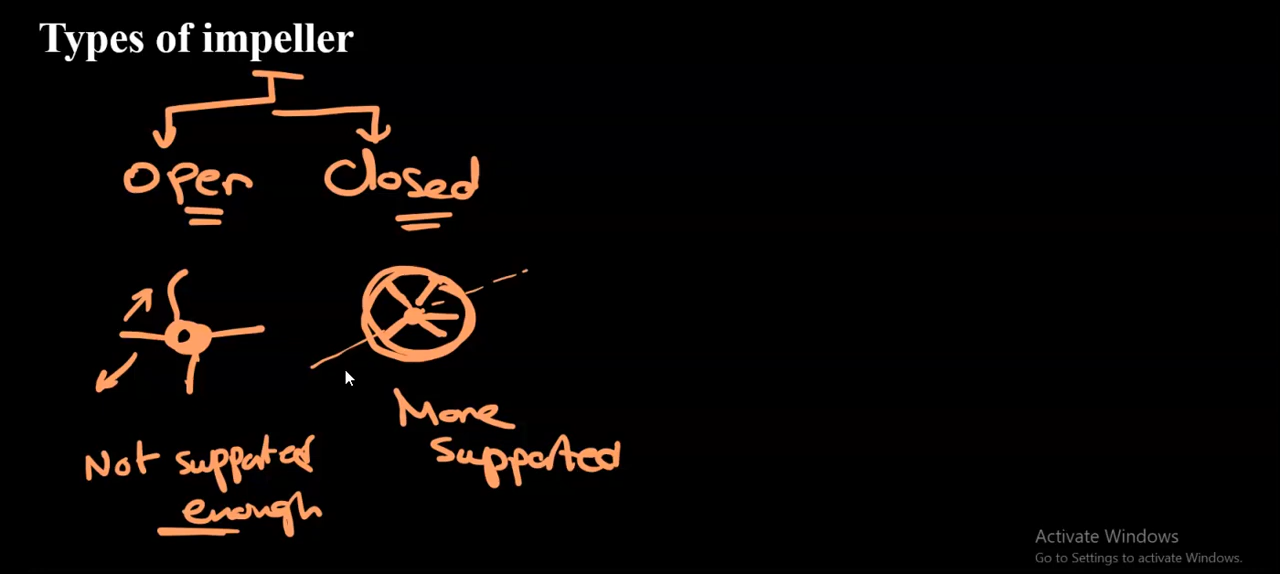 Types of impeller
Open
Closed
More
Supported
Not supported
enough
Activate Windows
Go to Settings to activate Windows.